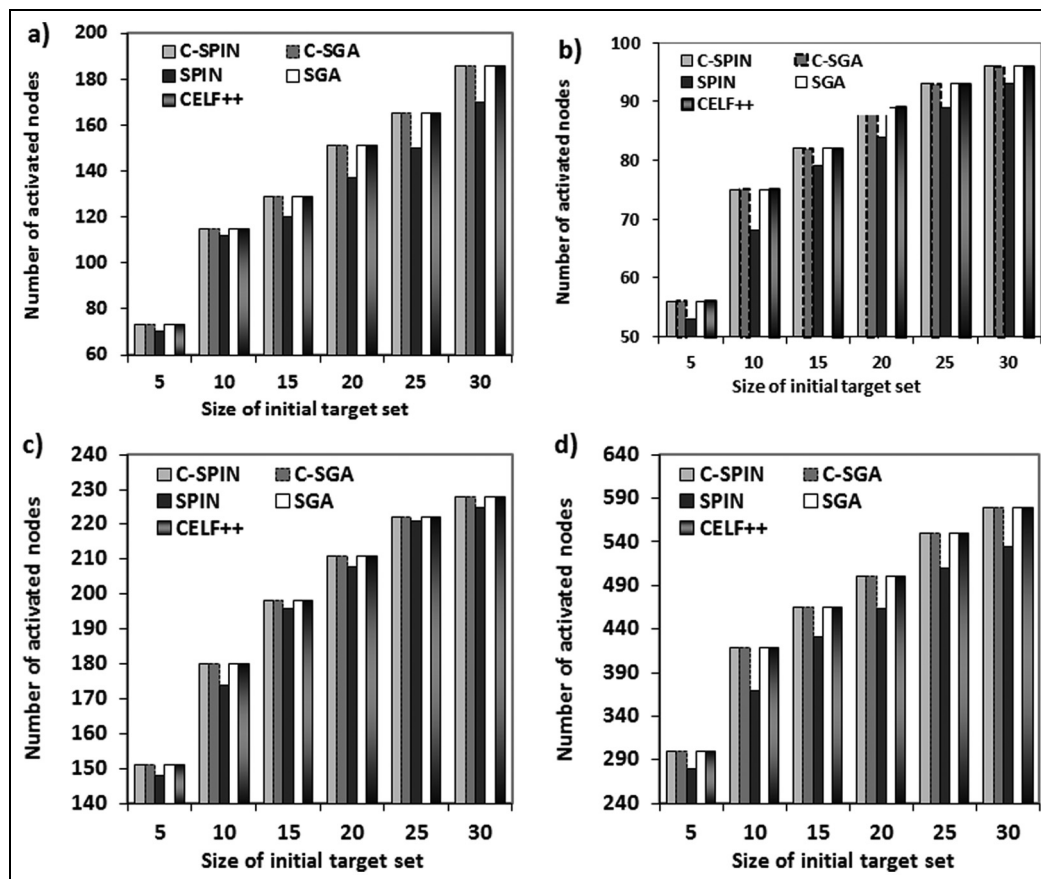 a)
Number of activated nodes
200
180
160
140
120
100
80
60
C-SPIN C-SGA
SPIN SGA
CELF++
5 10 15 20 25 30
Size of initial target set
b)
Number of activated nodes
100
90
80
70
60
50
C-SPIN C-SGA
SPIN SGA
CELF++
5 10 15 20 25 30
Size of initial target set
c)
Number of activated nodes
240
230
220
210
200
190
180
170
160
150
140
C-SPIN C-SGA
SPIN SGA
CELF++
5 10 15 20 25 30
Size of initial target set
d)
Number of activated nodes
640
590
540
490
440
390
340
290
240
C-SPIN C-SGA
SPIN SGA
CELF++
5 10 15 20 25 30
Size of initial target set